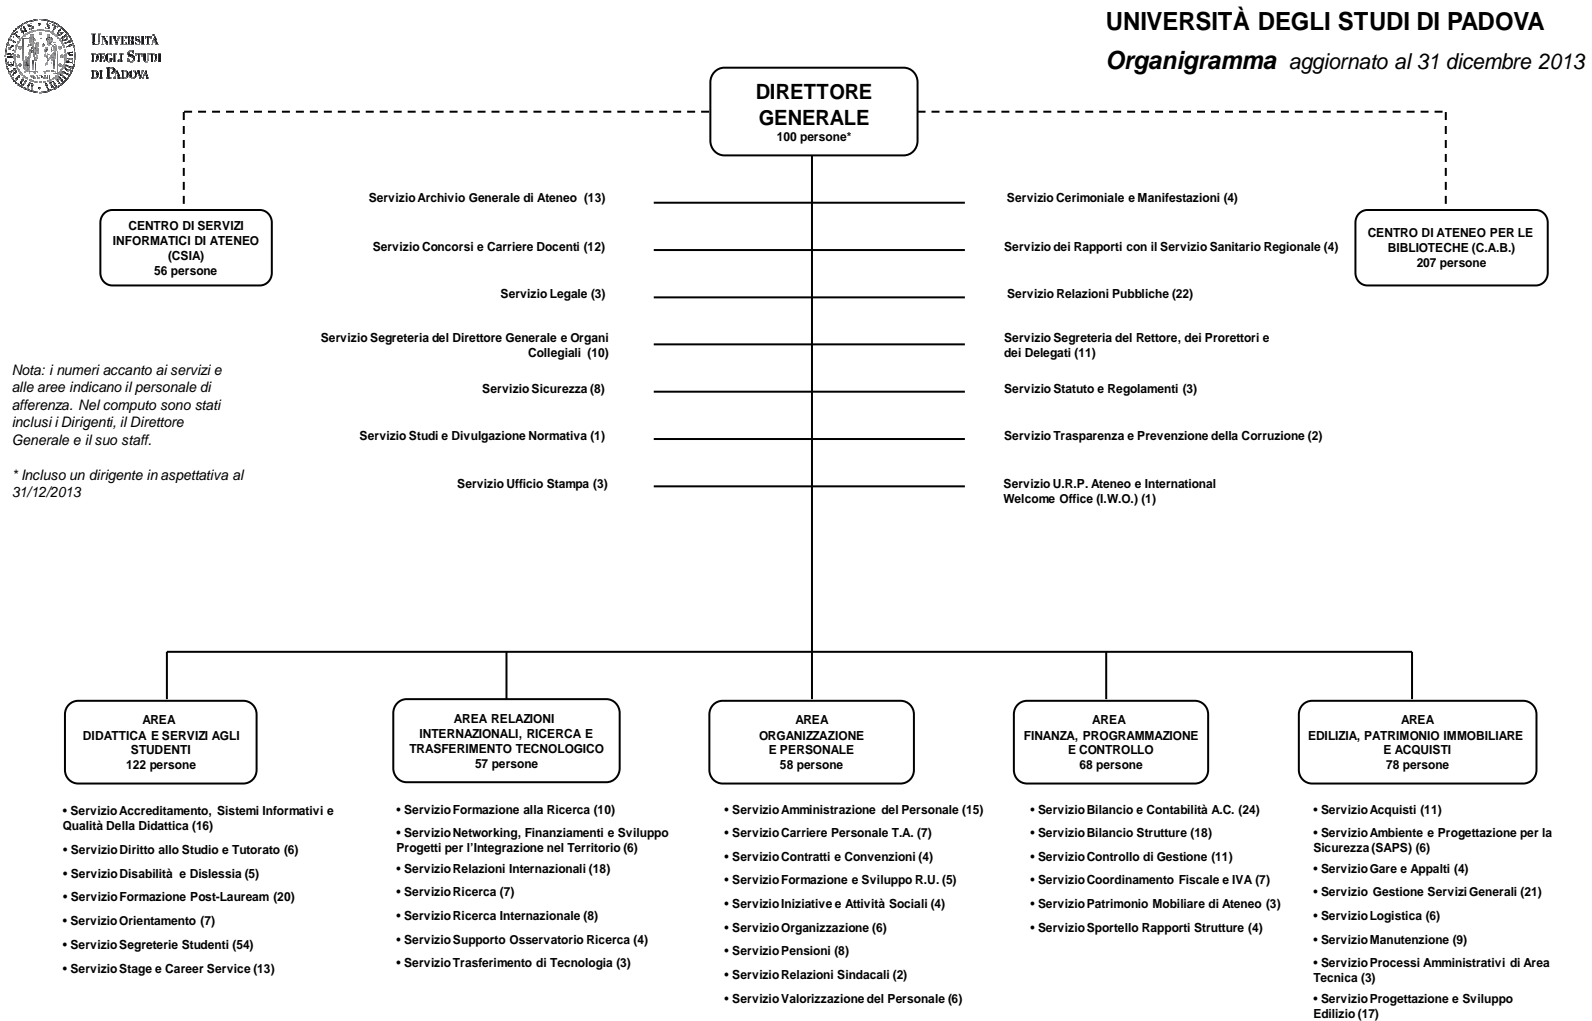 UNIVERSITÀ
DEGLI STUDI
DI PADOVA
UNIVERSITÀ DEGLI STUDI DI PADOVA
Organigramma aggiornato al 31 dicembre 2013
DIRETTORE
GENERALE
100 persone*
CENTRO DI SERVIZI
INFORMATICI DI ATENEO
(CSIA)
56 persone
CENTRO DI ATENEO PER LE
BIBLIOTECHE (C.A.B.)
207 persone
Servizio Archivio Generale di Ateneo (13)
Servizio Concorsi e Carriere Docenti (12)
Servizio Legale (3)
Servizio Segreteria del Direttore Generale e Organi
Collegiali (10)
Servizio Sicurezza (8)
Servizio Studi e Divulgazione Normativa (1)
Servizio Ufficio Stampa (3)
Servizio Cerimoniale e Manifestazioni (4)
Servizio dei Rapporti con il Servizio Sanitario Regionale (4)
Servizio Relazioni Pubbliche (22)
Servizio Segreteria del Rettore, dei Prorettori e
dei Delegati (11)
Servizio Statuto e Regolamenti (3)
Servizio Trasparenza e Prevenzione della Corruzione (2)
Servizio U.R.P. Ateneo e International
Welcome Office (I.W.O.) (1)
Nota: i numeri accanto ai servizi e
alle aree indicano il personale di
afferenza. Nel computo sono stati
inclusi i Dirigenti, il Direttore
Generale e il suo staff.
* Incluso un dirigente in aspettativa al
31/12/2013
AREA
DIDATTICA E SERVIZI AGLI
STUDENTI
122 persone
• Servizio Accreditamento, Sistemi Informativi e
Qualità Della Didattica (16)
• Servizio Diritto allo Studio e Tutorato (6)
• Servizio Disabilità e Dislessia (5)
• Servizio Formazione Post-Lauream (20)
• Servizio Orientamento (7)
• Servizio Segreterie Studenti (54)
• Servizio Stage e Career Service (13)
AREA RELAZIONI
INTERNAZIONALI, RICERCA E
TRASFERIMENTO TECNOLOGICO
57 persone
• Servizio Formazione alla Ricerca (10)
• Servizio Networking, Finanziamenti e Sviluppo
Progetti per l’Integrazione nel Territorio (6)
• Servizio Relazioni Internazionali (18)
• Servizio Ricerca (7)
• Servizio Ricerca Internazionale (8)
• Servizio Supporto Osservatorio Ricerca (4)
• Servizio Trasferimento di Tecnologia (3)
AREA
ORGANIZZAZIONE
E PERSONALE
58 persone
• Servizio Amministrazione del Personale (15)
• Servizio Carriere Personale T.A. (7)
• Servizio Contratti e Convenzioni (4)
• Servizio Formazione e Sviluppo R.U. (5)
• Servizio Iniziative e Attività Sociali (4)
• Servizio Organizzazione (6)
• Servizio Pensioni (8)
• Servizio Relazioni Sindacali (2)
• Servizio Valorizzazione del Personale (6)
AREA
FINANZA, PROGRAMMAZIONE
E CONTROLLO
68 persone
• Servizio Bilancio e Contabilità A.C. (24)
• Servizio Bilancio Strutture (18)
• Servizio Controllo di Gestione (11)
• Servizio Coordinamento Fiscale e IVA (7)
• Servizio Patrimonio Mobiliare di Ateneo (3)
• Servizio Sportello Rapporti Strutture (4)
AREA
EDILIZIA, PATRIMONIO IMMOBILIARE
E ACQUISTI
78 persone
• Servizio Acquisti (11)
• Servizio Ambiente e Progettazione per la
Sicurezza (SAPS) (6)
• Servizio Gare e Appalti (4)
• Servizio Gestione Servizi Generali (21)
• Servizio Logistica (6)
• Servizio Manutenzione (9)
• Servizio Processi Amministrativi di Area
Tecnica (3)
• Servizio Progettazione e Sviluppo
Edilizio (17)